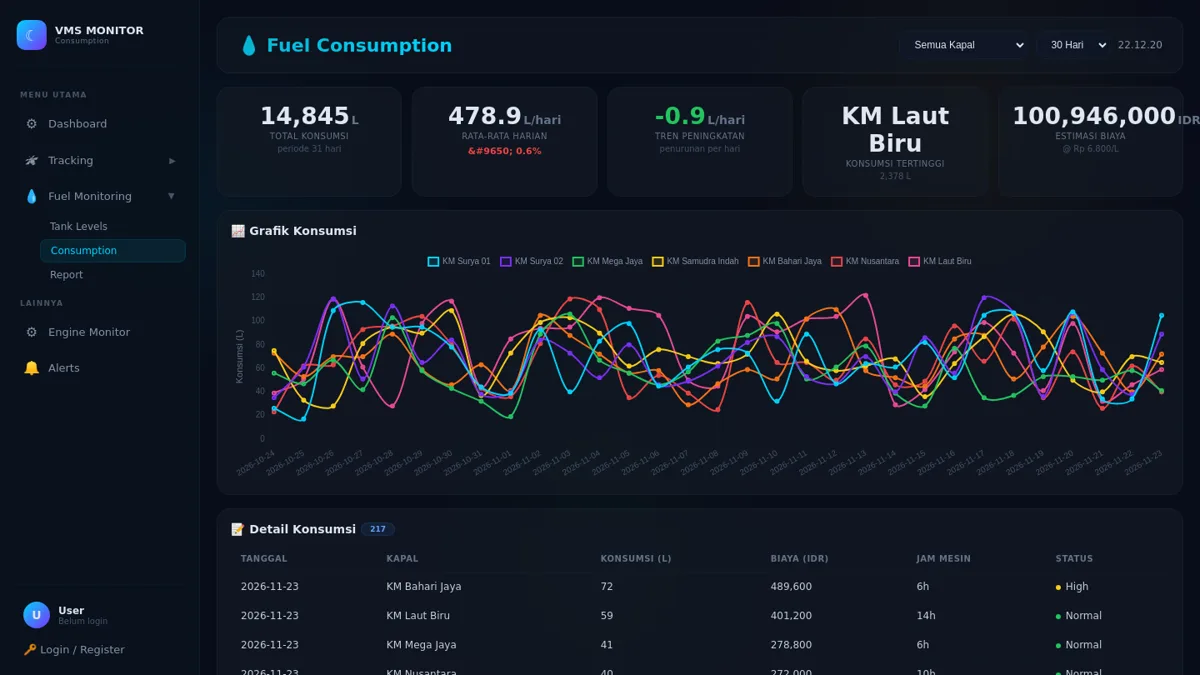 VMS MONITOR
Consumption
MENU UTAMA
Dashboard
Tracking
Fuel Monitoring
Tank Levels
Consumption
Report
LAINNYA
Engine Monitor
Alerts
U
User
Belum login
Login / Register
Fuel Consumption
Semua Kapal
30 Hari
22.12.20
14,845 L
TOTAL KONSUMSI
periode 31 hari
478.9 L/hari
RATA-RATA HARIAN
&#9650; 0.6%
-0.9 L/hari
TREN PENINGKATAN
penurunan per hari
KM Laut
Biru
KONSUMSI TERTINGGI
2,378 L
100,946,000 IDR
ESTIMASI BIAYA
@ Rp 6.800/L
Grafik Konsumsi
KM Surya 01 KM Surya 02 KM Mega Jaya KM Samudra Indah KM Bahari Jaya KM Nusantara KM Laut Biru
Konsumsi (L)
140
120
100
80
60
40
20
0
2026-10-24 2026-10-25 2026-10-26 2026-10-27 2026-10-28 2026-10-29 2026-10-30 2026-10-31 2026-11-01 2026-11-02 2026-11-03 2026-11-04 2026-11-05 2026-11-06 2026-11-07 2026-11-08 2026-11-09 2026-11-10 2026-11-11 2026-11-12 2026-11-13 2026-11-14 2026-11-15 2026-11-16 2026-11-17 2026-11-18 2026-11-19 2026-11-20 2026-11-21 2026-11-22 2026-11-23
Detail Konsumsi 217
TANGGAL KAPAL KONSUMSI (L) BIAYA (IDR) JAM MESIN STATUS
2026-11-23 KM Bahari Jaya 72 489,600 6h High
2026-11-23 KM Laut Biru 59 401,200 14h Normal
2026-11-23 KM Mega Jaya 41 278,800 6h Normal
2026-11-23 KM Nusantara 40 272,000 10h Normal